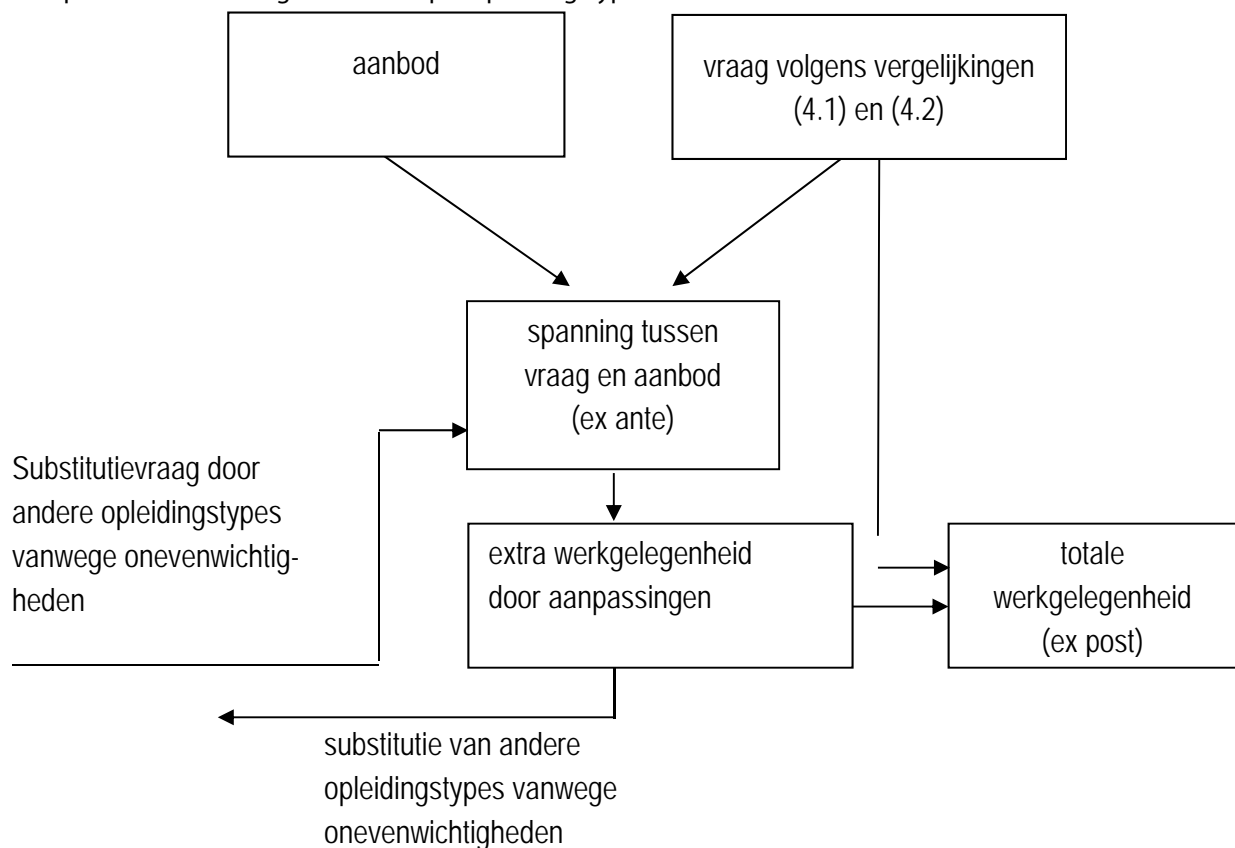 aanbod
vraag volgens vergelijkingen
(4.1) en (4.2)
spanning tussen
vraag en aanbod
(ex ante)
Substitutievraag door
andere opleidingstypes
vanwege onevenwichtig-
heden
extra werkgelegenheid
door aanpassingen
totale
werkgelegenheid
(ex post)
substitutie van andere
opleidingstypes vanwege
onevenwichtigheden